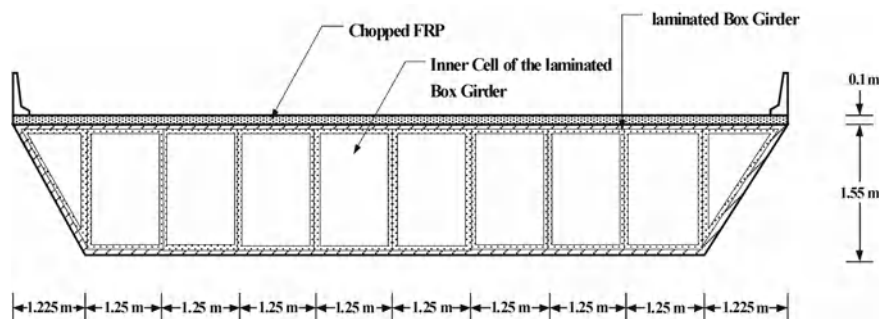 laminated Box Girder
Chopped FRP
Inner Cell of the laminated
Box Girder
0.1 m
1.55 m
1.225 m 1.25 m 1.25 m 1.25 m 1.25 m 1.25 m 1.25 m 1.25 m 1.25 m 1.225 m